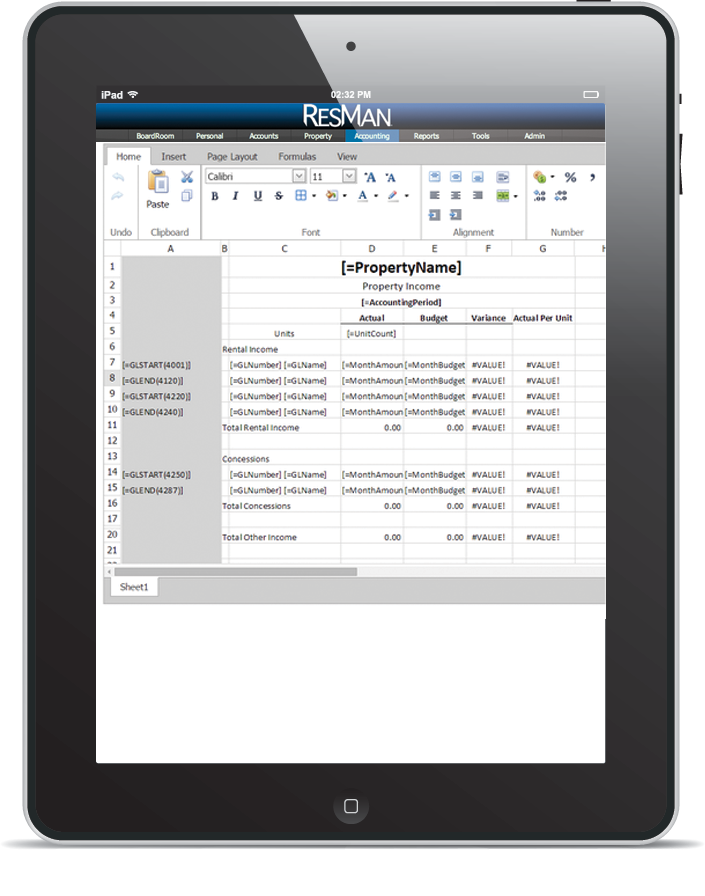 iPad 02:32 PM
RESMAN
BoardRoom Personal Accounts Property Accounting Reports Tools Admin
Home Insert Page Layout Formulas View
Calibri 11 A A %
Paste B I U S A
Undo Clipboard Font Alignment Number
A B C D E F G H
1 [=PropertyName]
2 Property Income
3 [=AccountingPeriod]
4 Actual Budget Variance Actual Per Unit
5 Units [=UnitCount]
6 Rental Income
7 [=GLSTART(4001)] [=GLNumber] [=GLName] [=MonthAmoun [=MonthBudget #VALUE! #VALUE!
8 [=GLEND(4120)] [=GLNumber] [=GLName] [=MonthAmoun [=MonthBudget #VALUE! #VALUE!
9 [=GLSTART(4220)] [=GLNumber] [=GLName] [=MonthAmoun [=MonthBudget #VALUE! #VALUE!
10 [=GLEND(4240)] [=GLNumber] [=GLName] [=MonthAmoun [=MonthBudget #VALUE! #VALUE!
11 Total Rental Income 0.00 0.00 #VALUE! #VALUE!
12
13 Concessions
14 [=GLSTART(4250)] [=GLNumber] [=GLName] [=MonthAmoun [=MonthBudget #VALUE! #VALUE!
15 [=GLEND(4287)] [=GLNumber] [=GLName] [=MonthAmoun [=MonthBudget #VALUE! #VALUE!
16 Total Concessions 0.00 0.00 #VALUE! #VALUE!
17
20 Total Other Income 0.00 0.00 #VALUE! #VALUE!
21
Sheet1